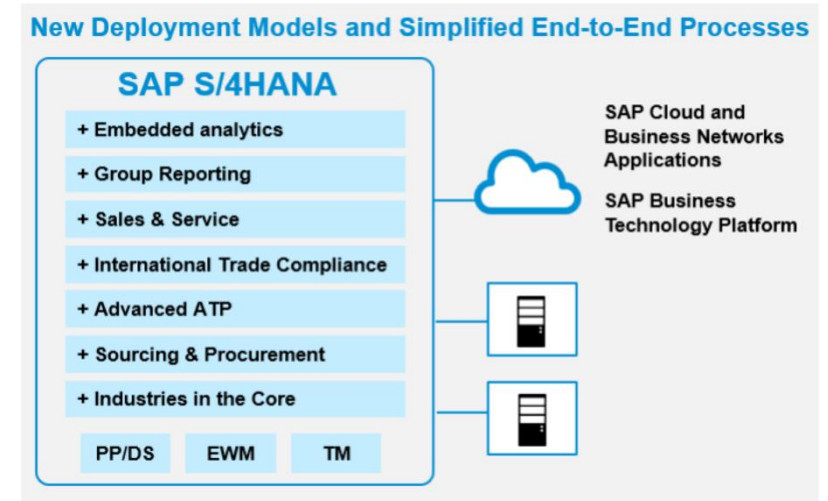 New Deployment Models and Simplified End-to-End Processes
SAP S/4HANA
+ Embedded analytics
+ Group Reporting
+ Sales & Service
+ International Trade Compliance
+ Advanced ATP
+ Sourcing & Procurement
+ Industries in the Core
PP/DS EWM TM
SAP Cloud and
Business Networks
Applications
SAP Business
Technology Platform